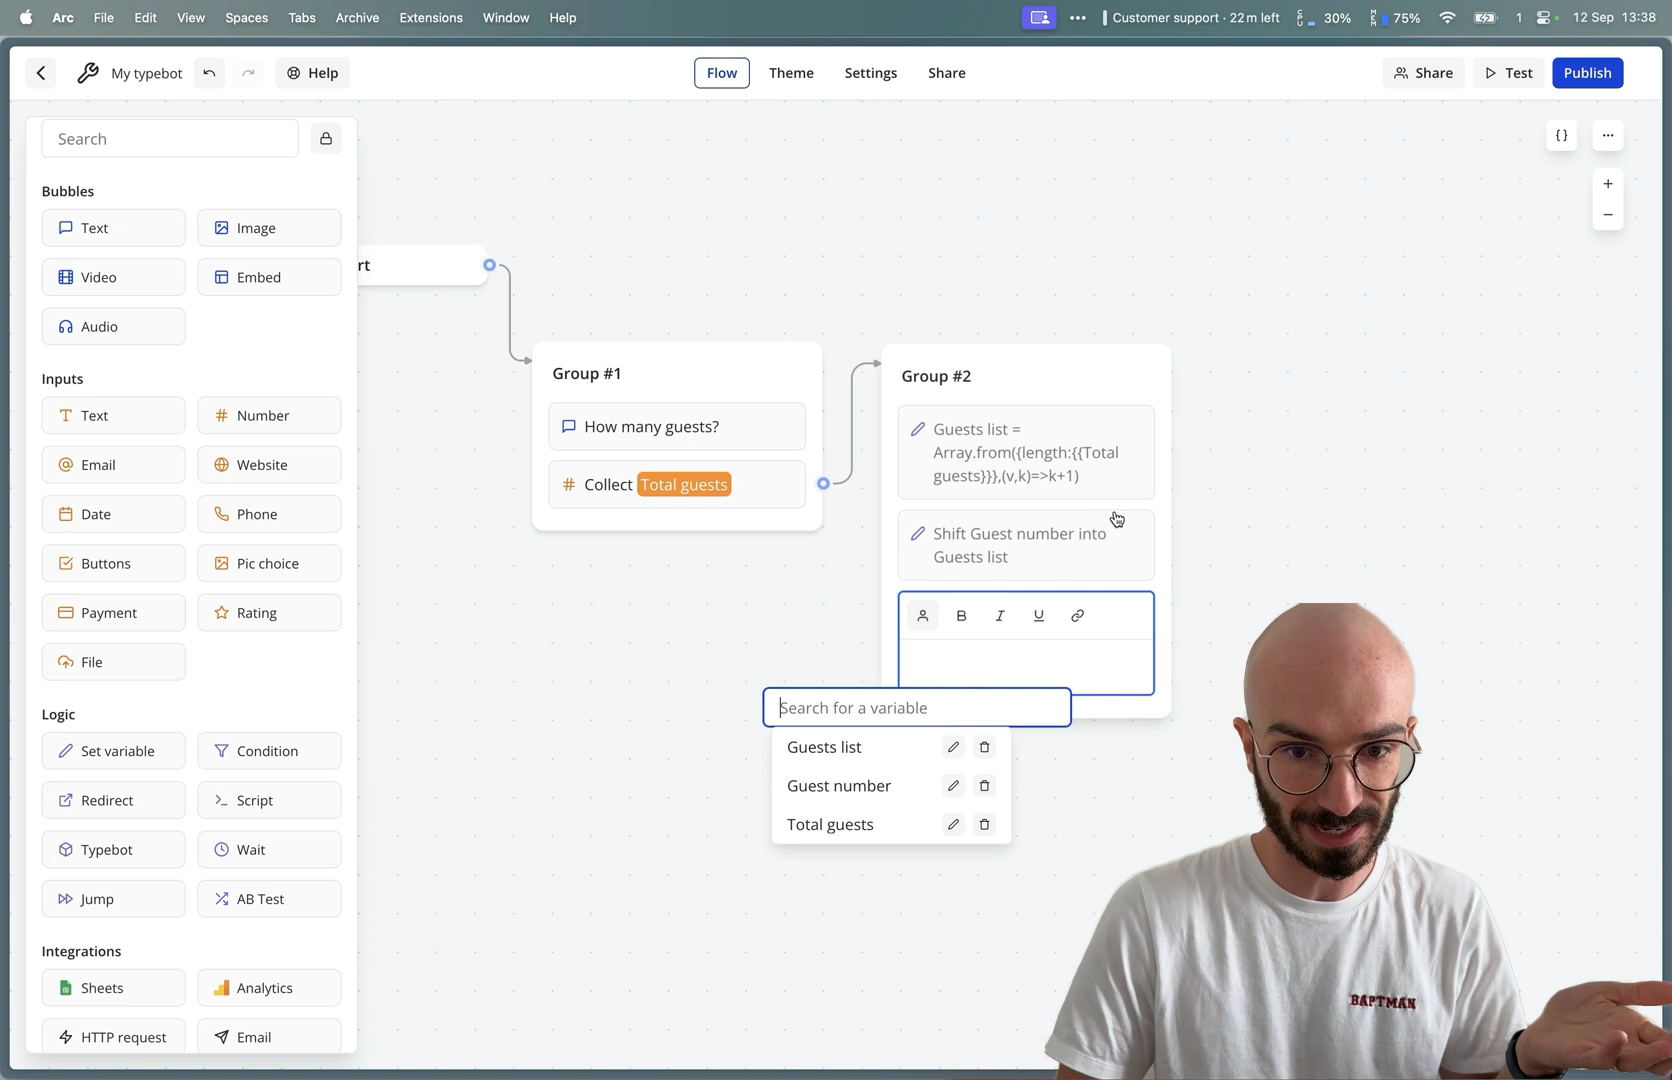 Arc File Edit View Spaces Tabs Archive Extensions Window Help
Customer support · 22m left CPU 30% MEM 75% 1 12 Sep 13:38
My typebot Help
Flow Theme Settings Share
Share Test Publish
Search
Bubbles
Text Image
Video Embed
Audio
Inputs
Text Number
Email Website
Date Phone
Buttons Pic choice
Payment Rating
File
Logic
Set variable Condition
Redirect Script
Typebot Wait
Jump AB Test
Integrations
Sheets Analytics
HTTP request Email
rt
Group #1
How many guests?
Collect Total guests
Group #2
Guests list =
Array.from({length:{{Total
guests}}},(v,k)=>k+1)
Shift Guest number into
Guests list
B I U
Search for a variable
Guests list
Guest number
Total guests
BAPTMAN